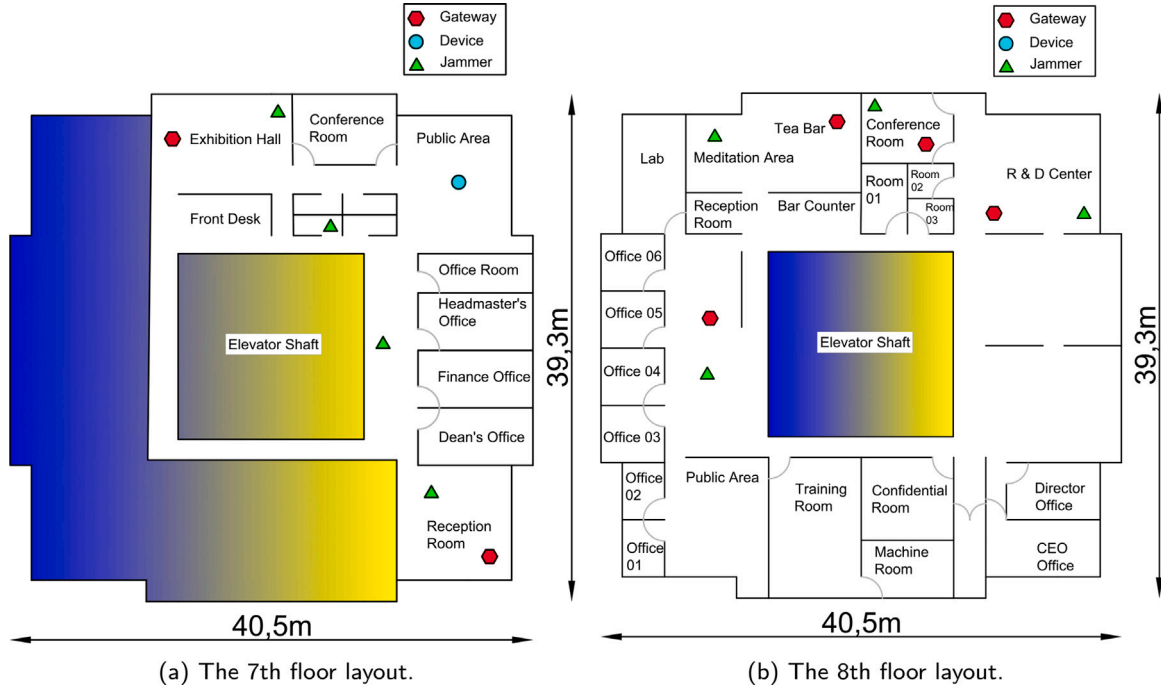 Gateway
Device
Jammer
Exhibition Hall
Conference
Room
Public Area
Front Desk
Office Room
Headmaster's
Office
Elevator Shaft
Finance Office
Dean's Office
Reception
Room
39,3m
40,5m
(a) The 7th floor layout.
Gateway
Device
Jammer
Tea Bar
Conference
Room
Lab
Meditation Area
R & D Center
Room
01
Room
02
Reception
Room
Bar Counter
Room
03
Office 06
Office 05
Elevator Shaft
Office 04
Office 03
Office
02
Public Area
Training
Room
Confidential
Room
Director
Office
Office
01
Machine
Room
CEO
Office
39,3m
40,5m
(b) The 8th floor layout.